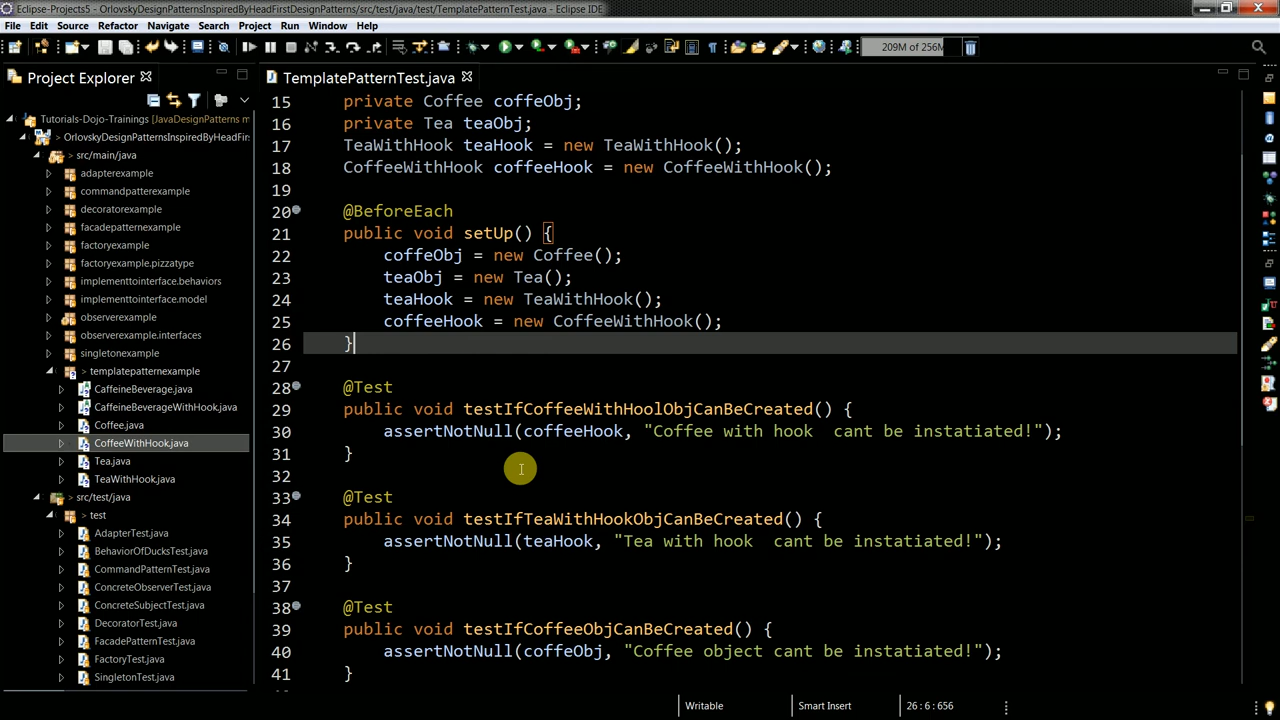 Eclipse-Projects5 - OrlovskyDesignPatternsInspiredByHeadFirstDesignPatterns/src/test/java/test/TemplatePatternTest.java - Eclipse IDE
File Edit Source Refactor Navigate Search Project Run Window Help
209M of 256M
Project Explorer
TemplatePatternTest.java
Tutorials-Dojo-Trainings [JavaDesignPatterns m
> OrlovskyDesignPatternsInspiredByHeadFirs
src/main/java
adapterexample
commandpatterexample
decoratorexample
facadepatternexample
factoryexample
factoryexample.pizzatype
implementtointerface.behaviors
implementtointerface.model
observerexample
observerexample.interfaces
singletonexample
> templatepatternexample
CaffeineBeverage.java
CaffeineBeverageWithHook.java
Coffee.java
CoffeeWithHook.java
Tea.java
TeaWithHook.java
> src/test/java
> test
AdapterTest.java
BehaviorOfDucksTest.java
CommandPatternTest.java
ConcreteObserverTest.java
ConcreteSubjectTest.java
DecoratorTest.java
FacadePatternTest.java
FactoryTest.java
SingletonTest.java
15 private Coffee coffeObj;
16 private Tea teaObj;
17 TeaWithHook teaHook = new TeaWithHook();
18 CoffeeWithHook coffeeHook = new CoffeeWithHook();
19
20 @BeforeEach
21 public void setUp() {
22 coffeObj = new Coffee();
23 teaObj = new Tea();
24 teaHook = new TeaWithHook();
25 coffeeHook = new CoffeeWithHook();
26 }
27
28 @Test
29 public void testIfCoffeeWithHoolObjCanBeCreated() {
30 assertNotNull(coffeeHook, "Coffee with hook  cant be instatiated!");
31 }
32
33 @Test
34 public void testIfTeaWithHookObjCanBeCreated() {
35 assertNotNull(teaHook, "Tea with hook  cant be instatiated!");
36 }
37
38 @Test
39 public void testIfCoffeeObjCanBeCreated() {
40 assertNotNull(coffeObj, "Coffee object cant be instatiated!");
41 }
Writable Smart Insert 26 : 6 : 656